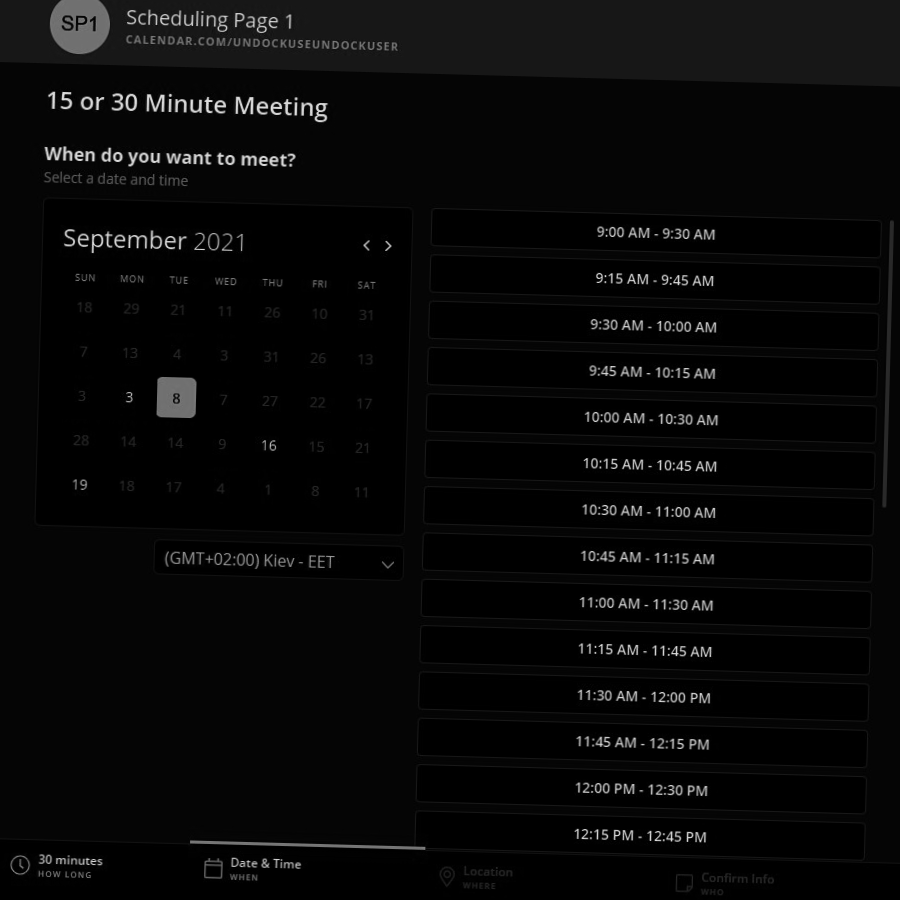 SP1
Scheduling Page 1
CALENDAR.COM/UNDOCKUSEUNDOCKUSER
15 or 30 Minute Meeting
When do you want to meet?
Select a date and time
September 2021
SUN MON TUE WED THU FRI SAT
18 29 21 11 26 10 31
7 13 4 3 31 26 13
3 3 8 7 27 22 17
28 14 14 9 16 15 21
19 18 17 4 1 8 11
(GMT+02:00) Kiev - EET
9:00 AM - 9:30 AM
9:15 AM - 9:45 AM
9:30 AM - 10:00 AM
9:45 AM - 10:15 AM
10:00 AM - 10:30 AM
10:15 AM - 10:45 AM
10:30 AM - 11:00 AM
10:45 AM - 11:15 AM
11:00 AM - 11:30 AM
11:15 AM - 11:45 AM
11:30 AM - 12:00 PM
11:45 AM - 12:15 PM
12:00 PM - 12:30 PM
12:15 PM - 12:45 PM
30 minutes
HOW LONG
Date & Time
WHEN
Location
WHERE
Confirm Info
WHO